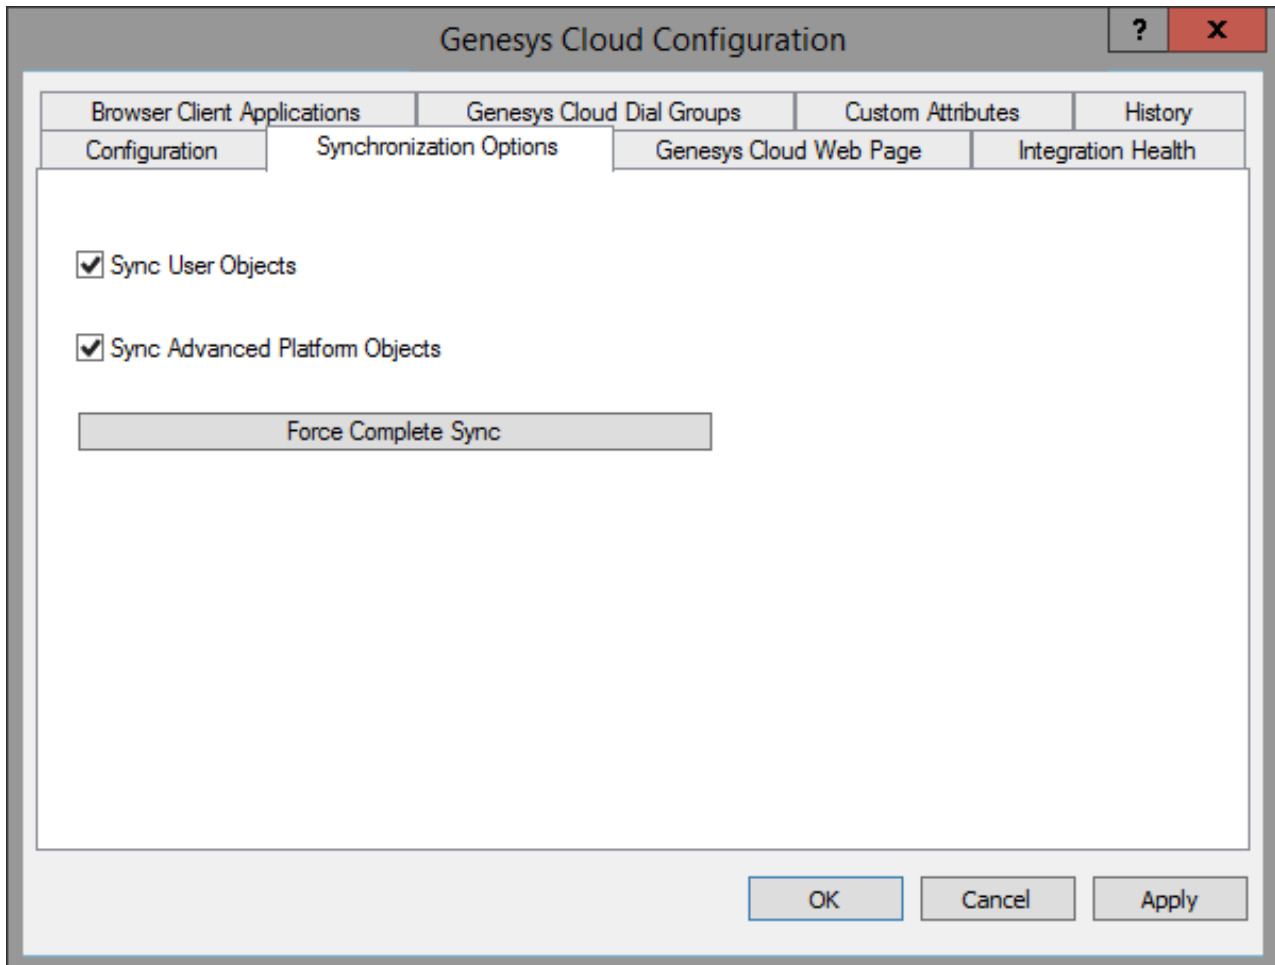 Genesys Cloud Configuration
? x
Browser Client Applications Genesys Cloud Dial Groups Custom Attributes History
Configuration Synchronization Options Genesys Cloud Web Page Integration Health
Sync User Objects
Sync Advanced Platform Objects
Force Complete Sync
OK Cancel Apply